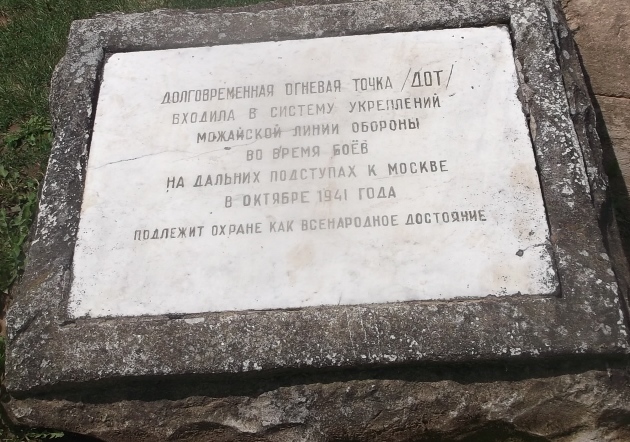 ДОЛГОВРЕМЕННАЯ ОГНЕВАЯ ТОЧКА /ДОТ/
ВХОДИЛА В СИСТЕМУ УКРЕПЛЕНИЙ
МОЖАЙСКОЙ ЛИНИИ ОБОРОНЫ
ВО ВРЕМЯ БОЁВ
НА ДАЛЬНИХ ПОДСТУПАХ К МОСКВЕ
В ОКТЯБРЕ 1941 ГОДА
ПОДЛЕЖИТ ОХРАНЕ КАК ВСЕНАРОДНОЕ ДОСТОЯНИЕ